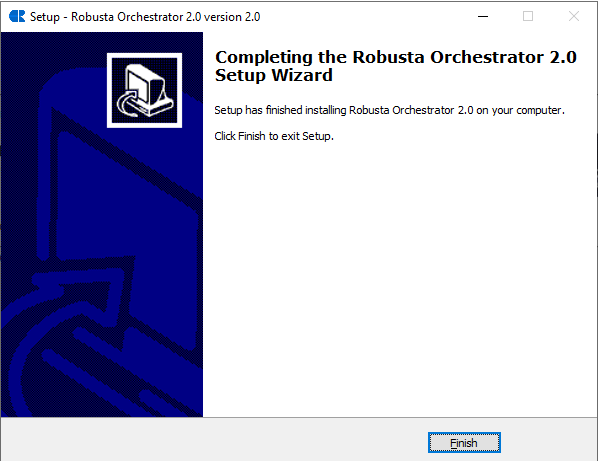 Setup - Robusta Orchestrator 2.0 version 2.0
Completing the Robusta Orchestrator 2.0
Setup Wizard
Setup has finished installing Robusta Orchestrator 2.0 on your computer.
Click Finish to exit Setup.
Finish